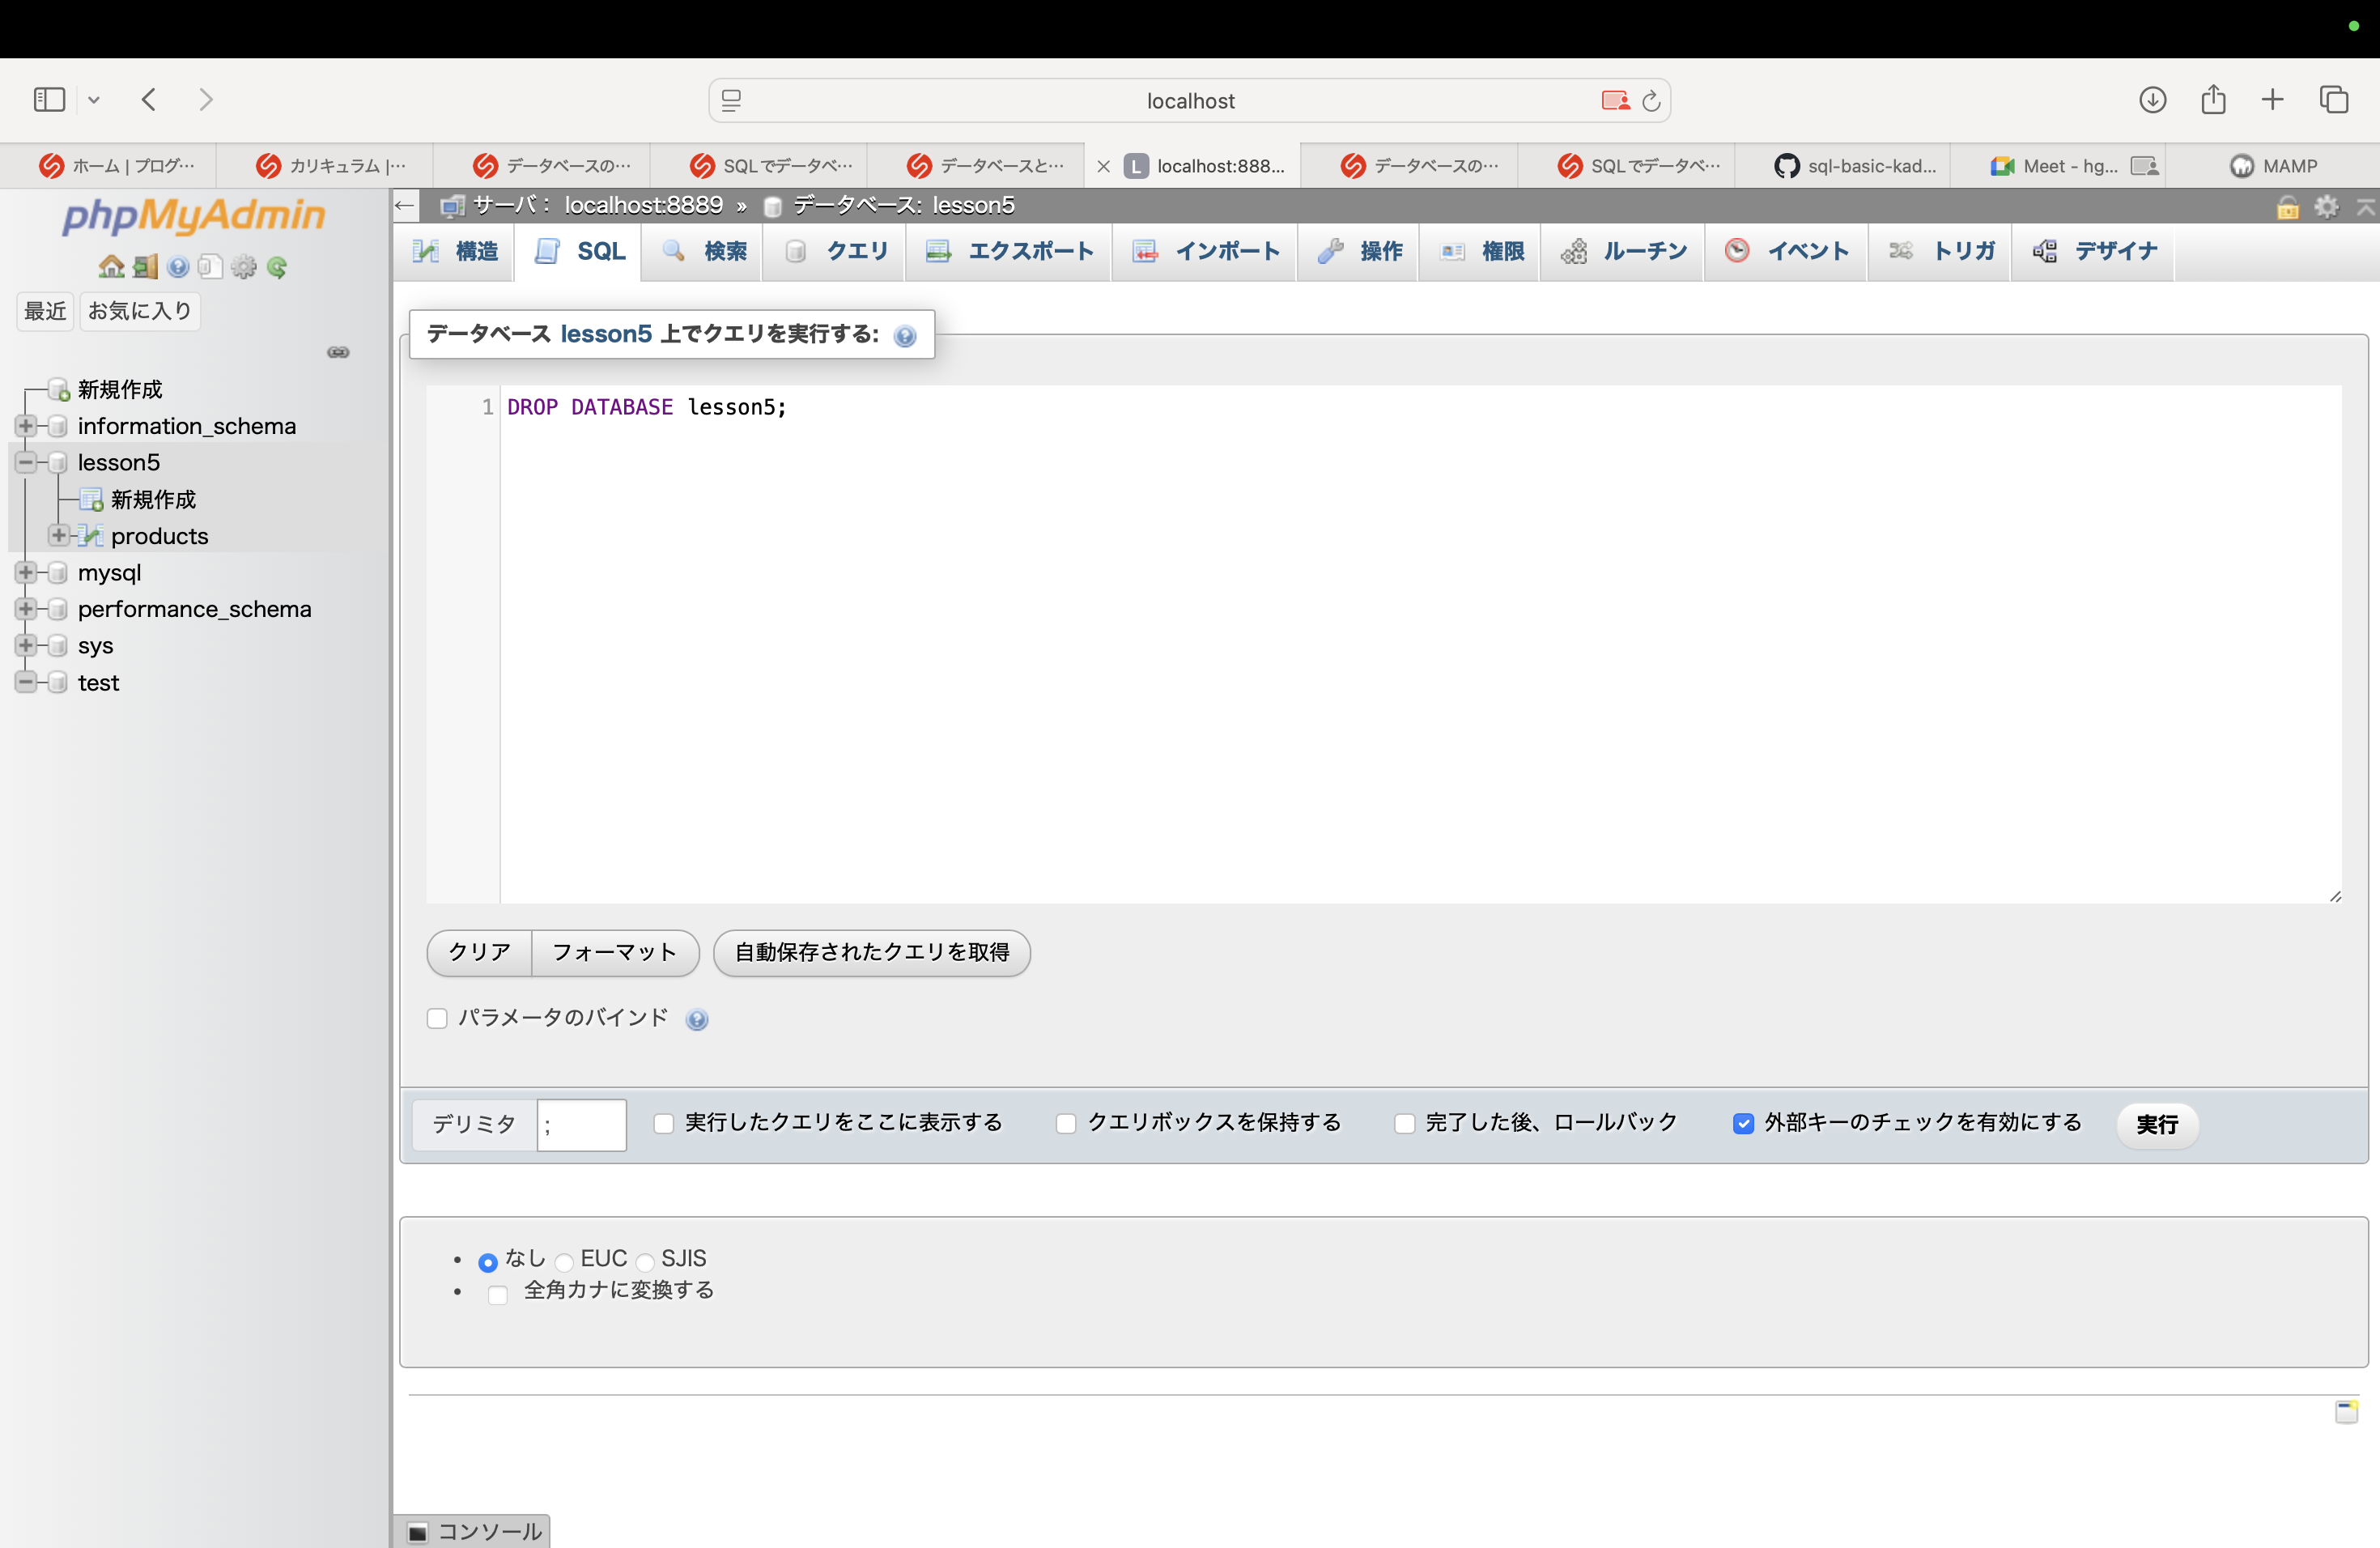 localhost
ホーム | プログ…
カリキュラム |…
データベースの…
SQLでデータベ…
データベースと…
L localhost:888...
データベースの…
SQLでデータベ…
sql-basic-kad...
Meet - hg...
MAMP
phpMyAdmin
最近 お気に入り
新規作成
information_schema
lesson5
新規作成
products
mysql
performance_schema
sys
test
サーバ： localhost:8889 » データベース: lesson5
構造 SQL 検索 クエリ エクスポート インポート 操作 権限 ルーチン イベント トリガ デザイナ
データベース lesson5 上でクエリを実行する:
1 DROP DATABASE lesson5;
クリア フォーマット 自動保存されたクエリを取得
パラメータのバインド
デリミタ ; 実行したクエリをここに表示する クエリボックスを保持する 完了した後、ロールバック 外部キーのチェックを有効にする 実行
• なし EUC SJIS
• 全角カナに変換する
コンソール